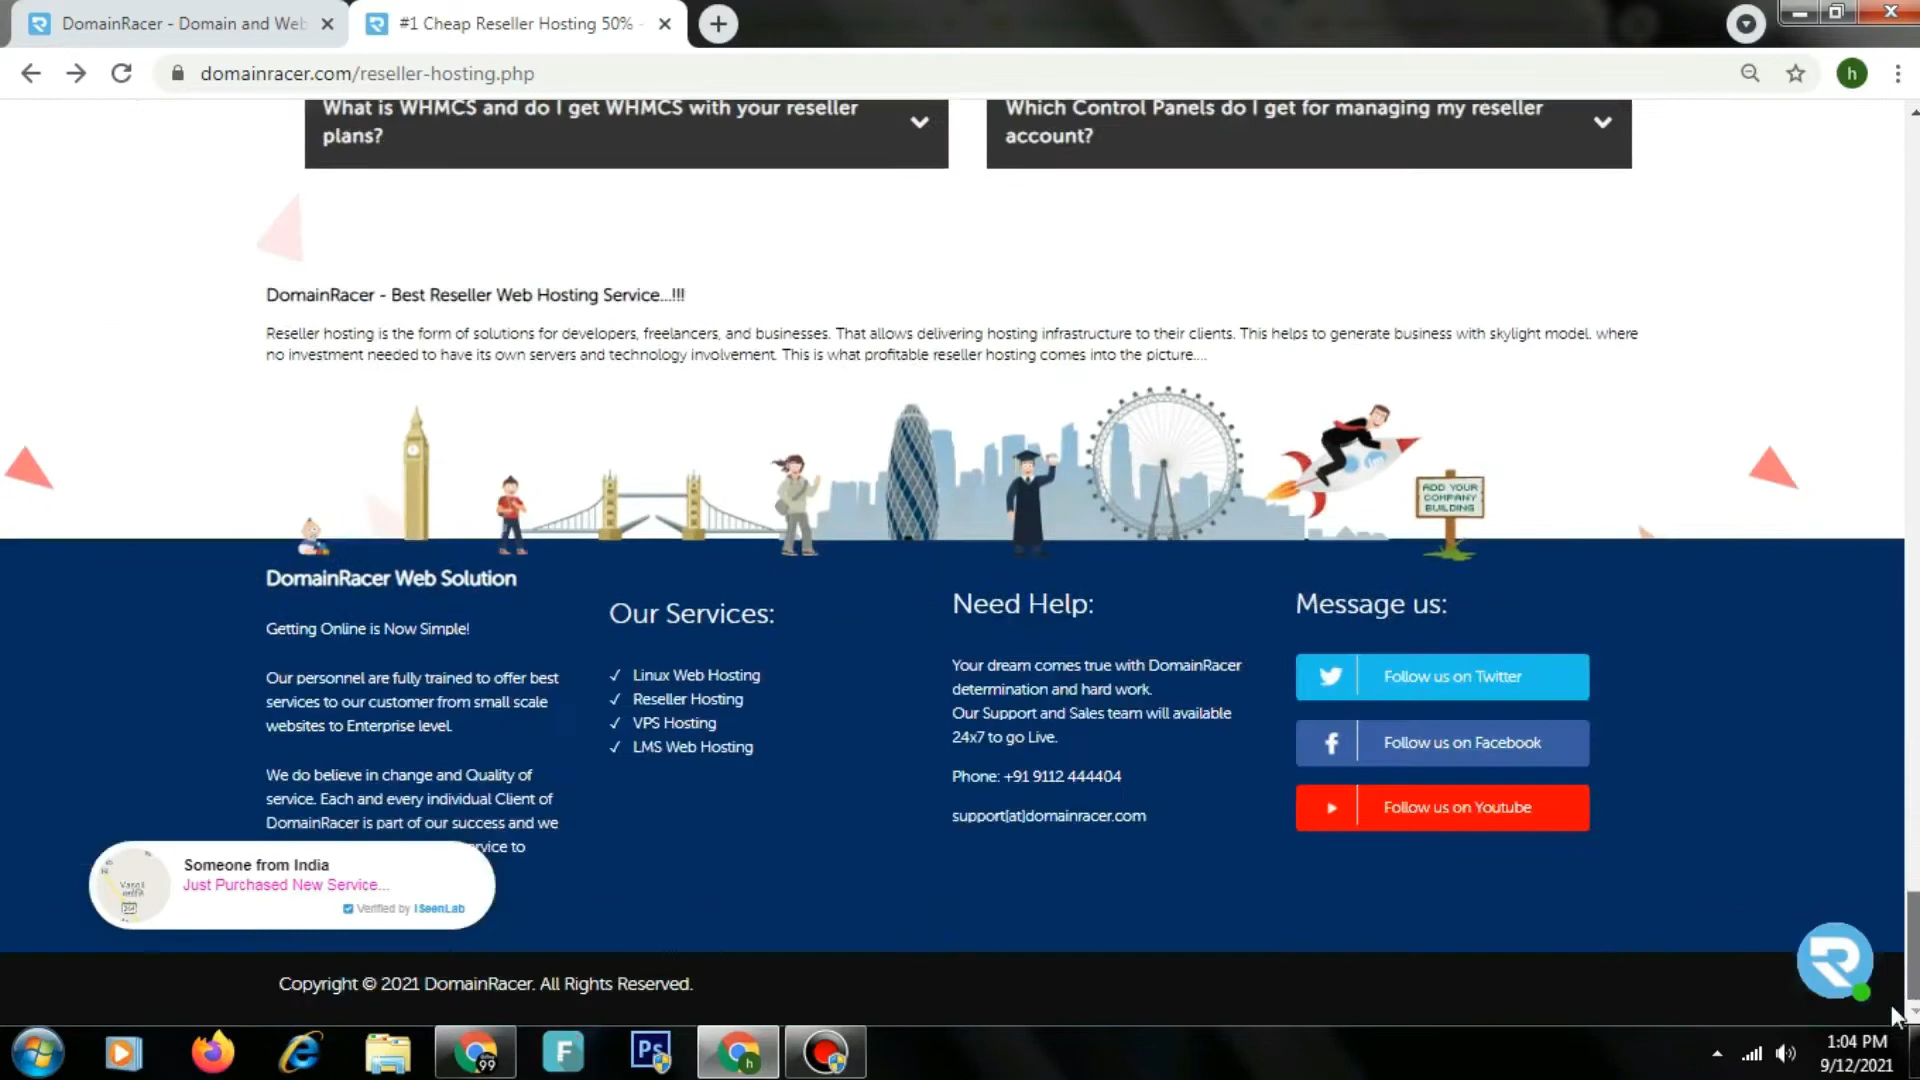 DomainRacer - Domain and Web
#1 Cheap Reseller Hosting 50% -
domainracer.com/reseller-hosting.php
h
What is WHMCS and do I get WHMCS with your reseller
plans?
Which Control Panels do I get for managing my reseller
account?
DomainRacer - Best Reseller Web Hosting Service...!!!
Reseller hosting is the form of solutions for developers, freelancers, and businesses. That allows delivering hosting infrastructure to their clients. This helps to generate business with skylight model. where
no investment needed to have its own servers and technology involvement. This is what profitable reseller hosting comes into the picture....
ADD YOUR
COMPANY
BUILDING
DomainRacer Web Solution
Getting Online is Now Simple!
Our personnel are fully trained to offer best
services to our customer from small scale
websites to Enterprise level.
We do believe in change and Quality of
service. Each and every individual Client of
DomainRacer is part of our success and we
rvice to
Someone from India
Just Purchased New Service...
Verified by ISeenLab
Our Services:
✓ Linux Web Hosting
✓ Reseller Hosting
✓ VPS Hosting
✓ LMS Web Hosting
Need Help:
Your dream comes true with DomainRacer
determination and hard work.
Our Support and Sales team will available
24x7 to go Live.
Phone: +91 9112 444404
support[at]domainracer.com
Message us:
Follow us on Twitter
Follow us on Facebook
Follow us on Youtube
Copyright © 2021 DomainRacer. All Rights Reserved.
99
F
Ps
h
1:04 PM
9/12/2021